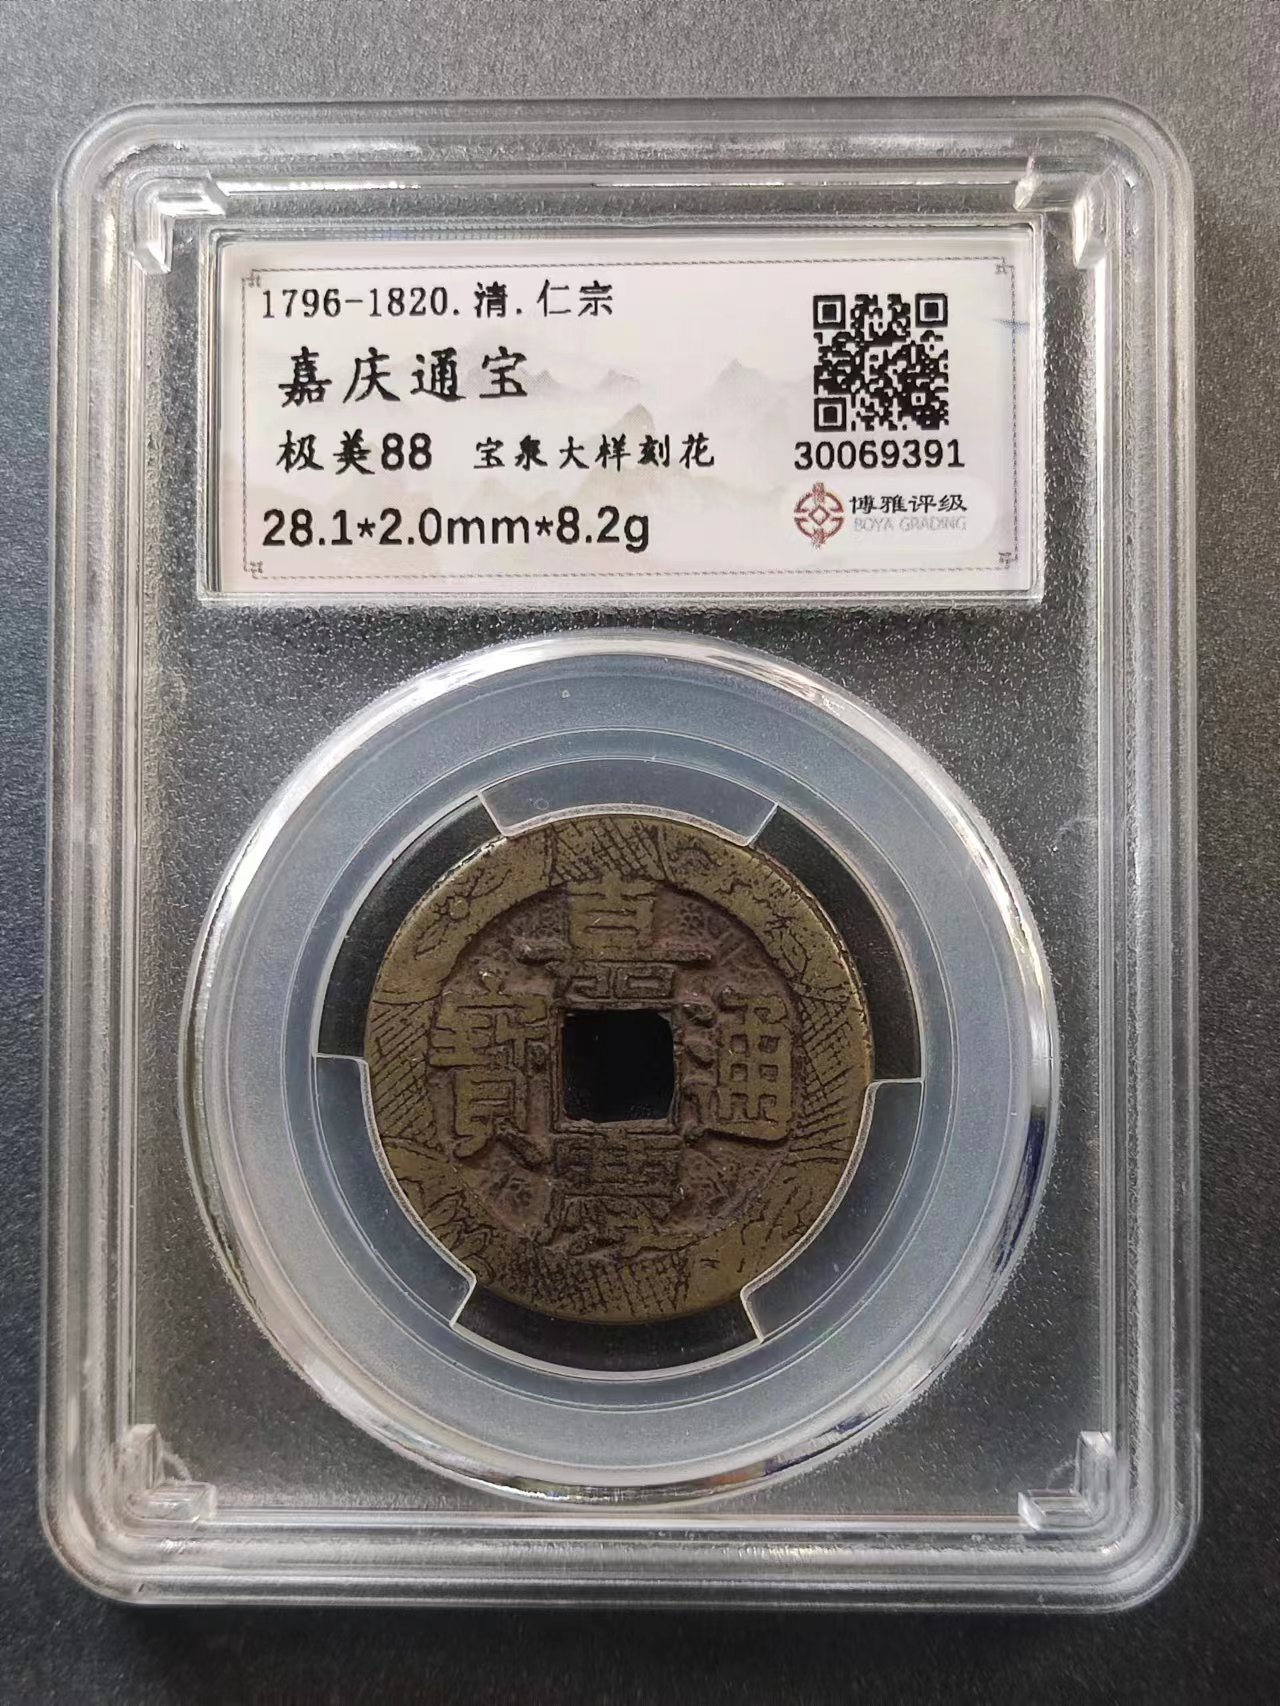 1796-1820.清.仁宗
嘉庆通宝
极美88 宝泉大样刻花
28.1*2.0mm*8.2g
30069391
博雅评级
BOYA GRADING
嘉
寶 通
慶